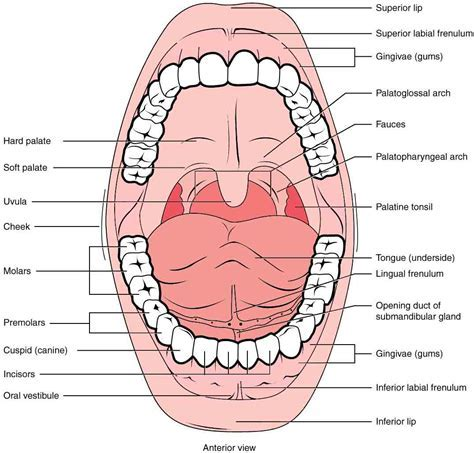 Superior lip
Superior labial frenulum
Gingivae (gums)
Palatoglossal arch
Fauces
Palatopharyngeal arch
Palatine tonsil
Tongue (underside)
Lingual frenulum
Opening duct of
submandibular gland
Gingivae (gums)
Inferior labial frenulum
Inferior lip
Hard palate
Soft palate
Uvula
Cheek
Molars
Premolars
Cuspid (canine)
Incisors
Oral vestibule
Anterior view